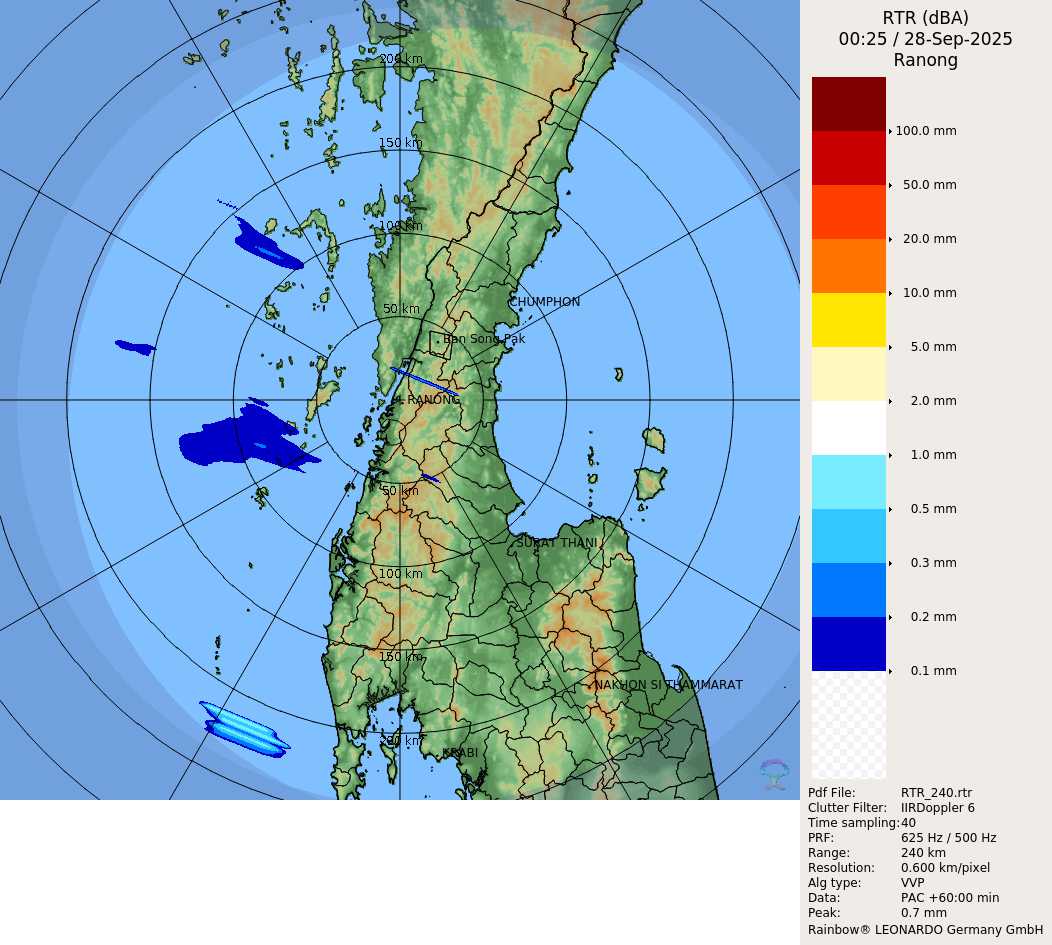 RTR (dBA)
00:25 / 28-Sep-2025
Ranong
200 km
150 km
100 km
50 km
CHUMPHON
Ban Song Pak
RANONG
50 km
SURAT THANI
100 km
150 km
NAKHON SI THAMMARAT
200 km
KRABI
100.0 mm
50.0 mm
20.0 mm
10.0 mm
5.0 mm
2.0 mm
1.0 mm
0.5 mm
0.3 mm
0.2 mm
0.1 mm
Pdf File: RTR_240.rtr
Clutter Filter: IIRDoppler 6
Time sampling:40
PRF: 625 Hz / 500 Hz
Range: 240 km
Resolution: 0.600 km/pixel
Alg type: VVP
Data: PAC +60:00 min
Peak: 0.7 mm
Rainbow® LEONARDO Germany GmbH